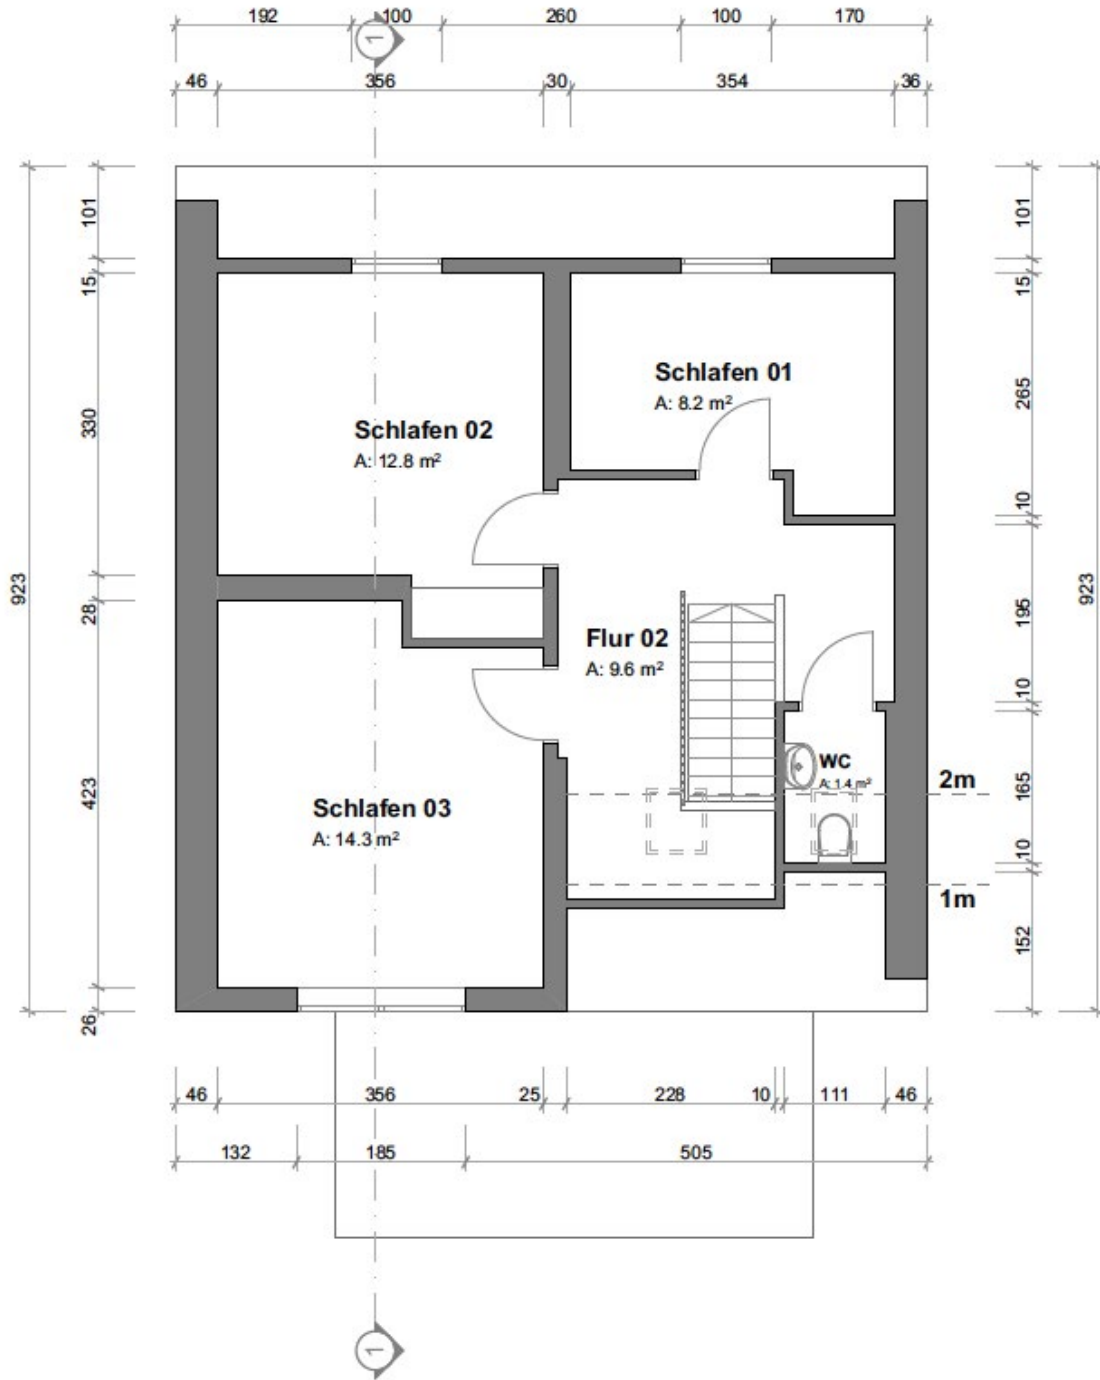 192 100 260 100 170
1
46 356 30 354 36
101 101
15 15
Schlafen 01
A: 8.2 m²
265
330
Schlafen 02
A: 12.8 m²
10
923 923
28
195
Flur 02
A: 9.6 m²
10
WC
A: 1.4 m²
2m
165
423
Schlafen 03
A: 14.3 m²
10
1m
152
26
46 356 25 228 10 111 46
132 185 505
1